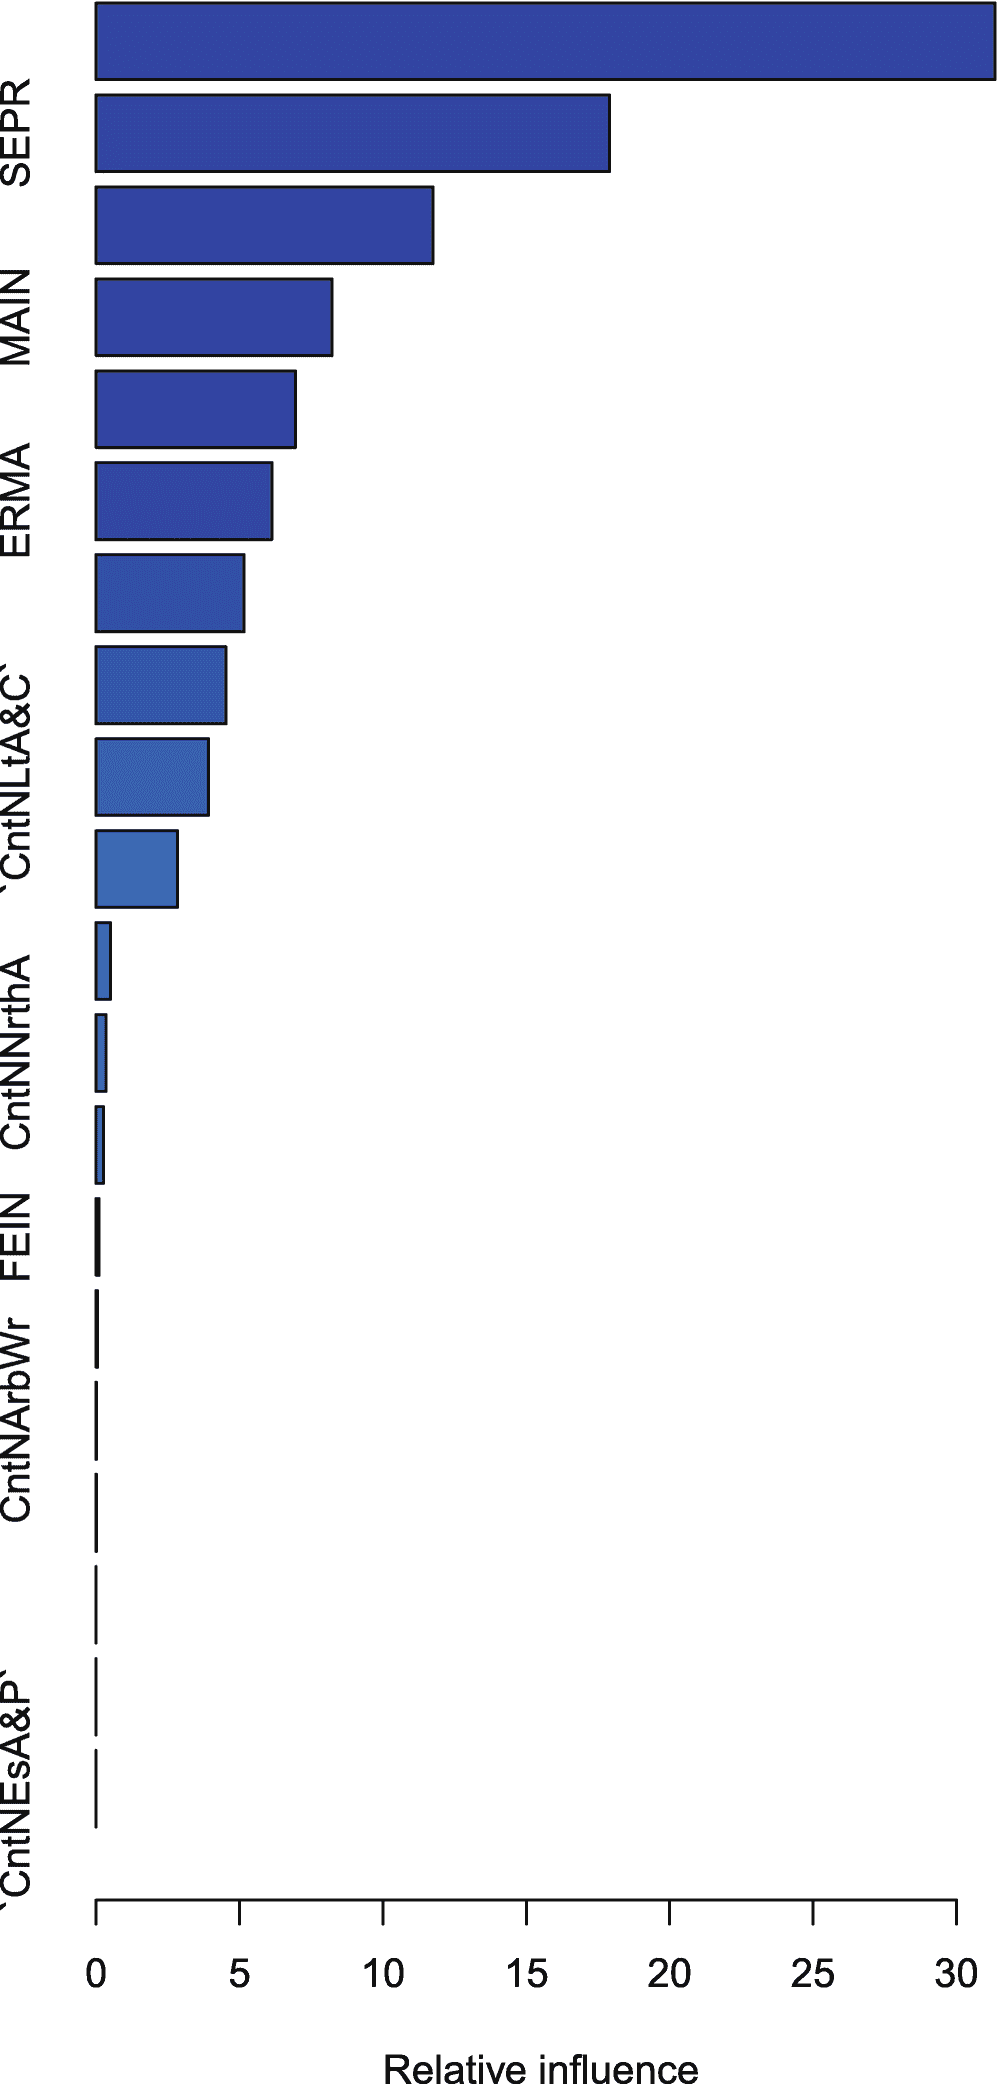 SEPR
MAIN
ERMA
`CntNLtA&C`
CntNNrthA
FEIN
CntNArbWr
`CntNEsA&P`
0 5 10 15 20 25 30
Relative influence